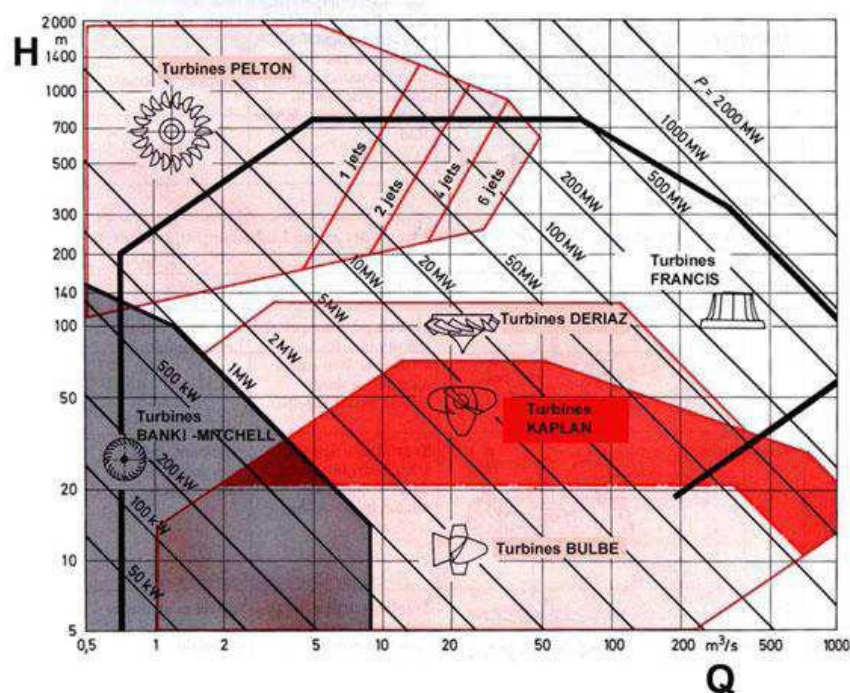 H
2000
m
1400
1000
700
500
300
200
140
100
50
20
10
5
Turbines PELTON
1 jets
2 jets
4 jets
6 jets
P = 2000 MW
1000 MW
500 MW
200 MW
100 MW
50 MW
20 MW
10 MW
5 MW
2 MW
1 MW
500 kW
200 kW
100 kW
50 kW
Turbines
FRANCIS
Turbines DERIAZ
Turbines
KAPLAN
Turbines
BANKI -MITCHELL
Turbines BULBE
0,5
1
2
5
10
20
50
100
200
m³/s
500
1000
Q